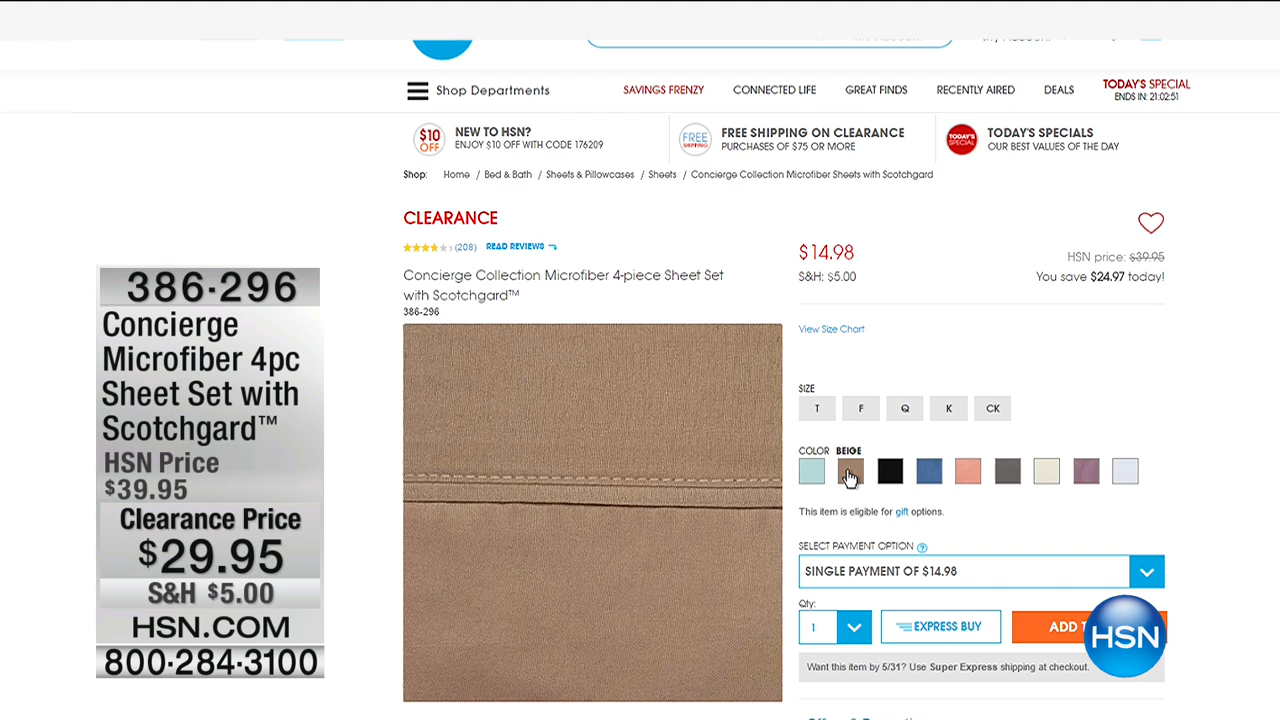 Shop Departments
SAVINGS FRENZY
CONNECTED LIFE
GREAT FINDS
RECENTLY AIRED
DEALS
TODAY'S SPECIAL
ENDS IN: 21:02:51
$10
OFF
NEW TO HSN?
ENJOY $10 OFF WITH CODE 176209
FREE
SHIPPING
FREE SHIPPING ON CLEARANCE
PURCHASES OF $75 OR MORE
TODAY'S
SPECIAL
TODAY'S SPECIALS
OUR BEST VALUES OF THE DAY
Shop: Home / Bed & Bath / Sheets & Pillowcases / Sheets / Concierge Collection Microfiber Sheets with Scotchgard
CLEARANCE
(208) READ REVIEWS
Concierge Collection Microfiber 4-piece Sheet Set
with Scotchgard™
386-296
$14.98
S&H: $5.00
HSN price: $39.95
You save $24.97 today!
View Size Chart
SIZE
T F Q K CK
COLOR BEIGE
This item is eligible for gift options.
SELECT PAYMENT OPTION ?
SINGLE PAYMENT OF $14.98
Qty:
1
EXPRESS BUY
ADD T
HSN
Want this item by 5/31? Use Super Express shipping at checkout.
386-296
Concierge
Microfiber 4pc
Sheet Set with
Scotchgard™
HSN Price
$39.95
Clearance Price
$29.95
S&H $5.00
HSN.COM
800-284-3100